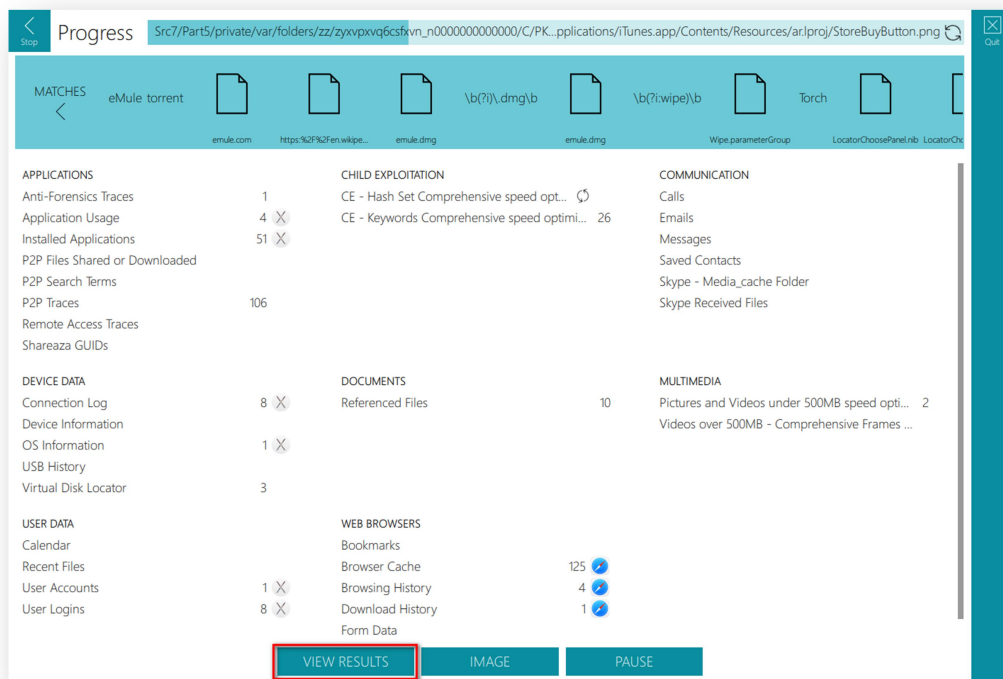 Stop
Progress
Src7/Part5/private/var/folders/zz/zyxvpxvq6csfxvn_n0000000000000/C/PK...pplications/iTunes.app/Contents/Resources/ar.lproj/StoreBuyButton.png
Quit
MATCHES
eMule torrent
emule.com
https:%2F%2Fen.wikipe...
emule.dmg
\b(?i)\.dmg\b
emule.dmg
\b(?i:wipe)\b
Wipe.parameterGroup
Torch
LocatorChoosePanel.nib
LocatorCho
APPLICATIONS
Anti-Forensics Traces 1
Application Usage 4 X
Installed Applications 51 X
P2P Files Shared or Downloaded
P2P Search Terms
P2P Traces 106
Remote Access Traces
Shareaza GUIDs
CHILD EXPLOITATION
CE - Hash Set Comprehensive speed opt...
CE - Keywords Comprehensive speed optimi... 26
COMMUNICATION
Calls
Emails
Messages
Saved Contacts
Skype - Media_cache Folder
Skype Received Files
DEVICE DATA
Connection Log 8 X
Device Information
OS Information 1 X
USB History
Virtual Disk Locator 3
DOCUMENTS
Referenced Files 10
MULTIMEDIA
Pictures and Videos under 500MB speed opti... 2
Videos over 500MB - Comprehensive Frames ...
USER DATA
Calendar
Recent Files
User Accounts 1 X
User Logins 8 X
WEB BROWSERS
Bookmarks
Browser Cache 125
Browsing History 4
Download History 1
Form Data
VIEW RESULTS
IMAGE
PAUSE